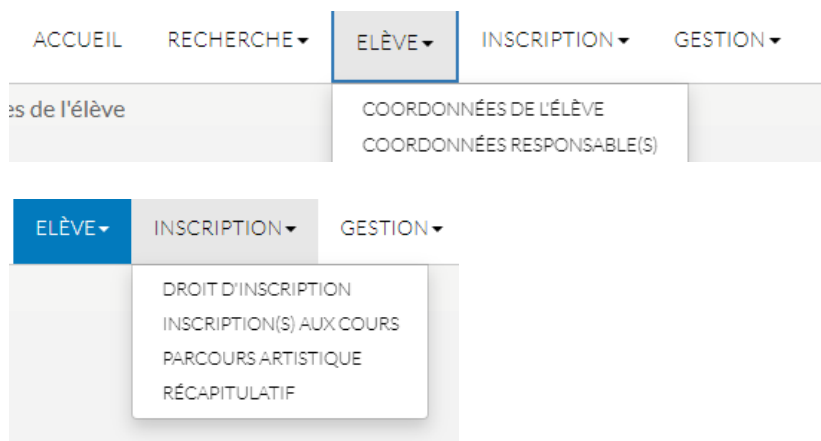 ACCUEIL RECHERCHE ELÈVE INSCRIPTION GESTION
es de l'élève
COORDONNÉES DE L'ÉLÈVE
COORDONNÉES RESPONSABLE(S)
ELÈVE INSCRIPTION GESTION
DROIT D'INSCRIPTION
INSCRIPTION(S) AUX COURS
PARCOURS ARTISTIQUE
RÉCAPITULATIF